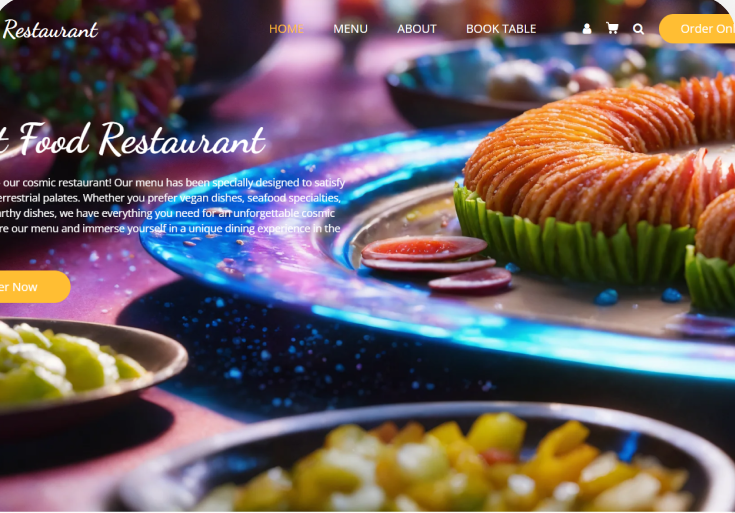 Restaurant
HOME MENU ABOUT BOOK TABLE
Order Onl
t Food Restaurant
our cosmic restaurant! Our menu has been specially designed to satisfy
errestrial palates. Whether you prefer vegan dishes, seafood specialties,
arthy dishes, we have everything you need for an unforgettable cosmic
re our menu and immerse yourself in a unique dining experience in the
er Now